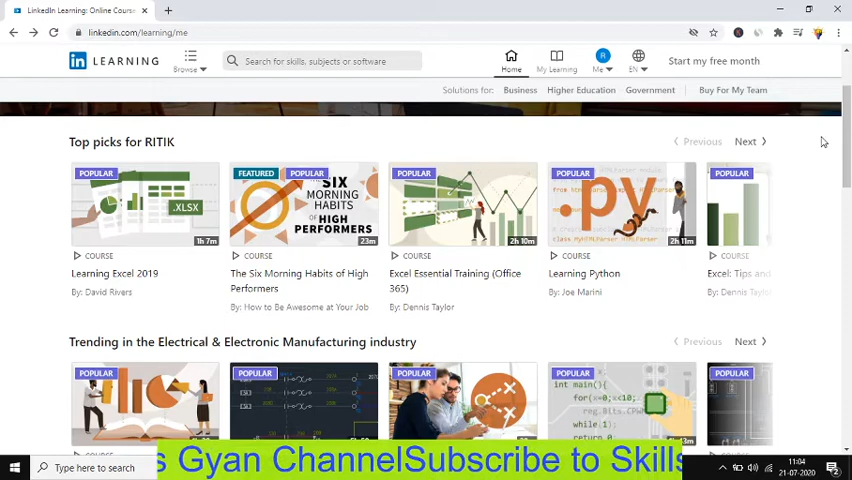 LinkedIn Learning: Online Course
linkedin.com/learning/me
in LEARNING
Browse
Search for skills, subjects or software
Home
My Learning
R
Me
EN
Start my free month
Solutions for:
Business
Higher Education
Government
Buy For My Team
Top picks for RITIK
Previous
Next
POPULAR
.XLSX
1h 7m
FEATURED
POPULAR
THE SIX
MORNING
HABITS
OF HIGH
PERFORMERS
23m
POPULAR
2h 10m
POPULAR
.py
2h 11m
POPULAR
COURSE
COURSE
COURSE
COURSE
COURSE
Learning Excel 2019
The Six Morning Habits of High
Performers
Excel Essential Training (Office
365)
Learning Python
Excel: Tips and
By: David Rivers
By: How to Be Awesome at Your Job
By: Dennis Taylor
By: Joe Marini
By: Dennis Taylor
Trending in the Electrical & Electronic Manufacturing industry
Previous
Next
POPULAR
POPULAR
POPULAR
POPULAR
int main(){
for(x=0;x<10;
reg.Bits.CPW
while(1);
return 0;
POPULAR
s Gyan ChannelSubscribe to Skills
Type here to search
11:04
21-07-2020
2